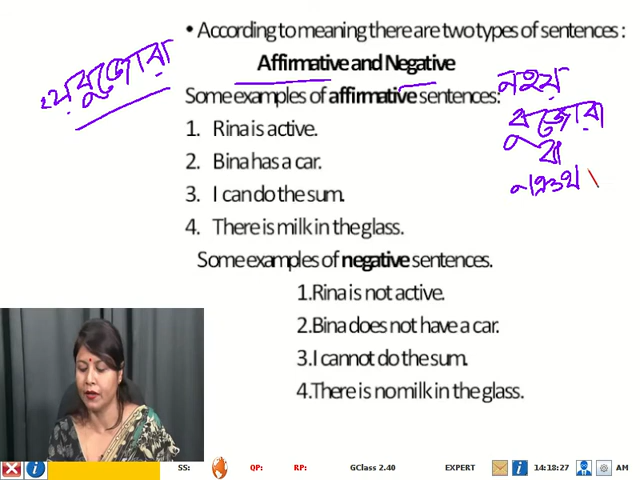 • According to meaning there are two types of sentences :
Affirmative and Negative
হয় বুজোৱা
Some examples of affirmative sentences:
নহয়
বুজোৱা
বা
1. Rina is active.
2. Bina has a car.
3. I can do the sum.
4. There is milk in the glass.
Some examples of negative sentences.
1.Rina is not active.
2.Bina does not have a car.
3.I cannot do the sum.
4.There is no milk in the glass.
SS: QP: RP: GClass 2.40 EXPERT 14:18:27 AM